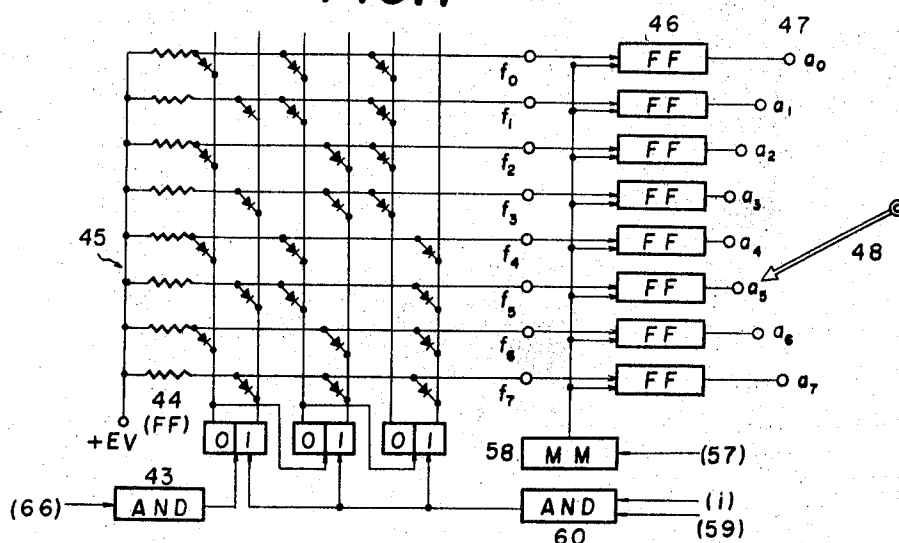 46 47
f₀ FF a₀
f₁ FF a₁
f₂ FF a₂
f₃ FF a₃
45 f₄ FF a₄ 48
f₅ FF a₅
f₆ FF a₆
f₇ FF a₇
44
(FF)
+EV 0 1 0 1 0 1
58 MM (57)
43
(66) AND
AND (i)
(59)
60